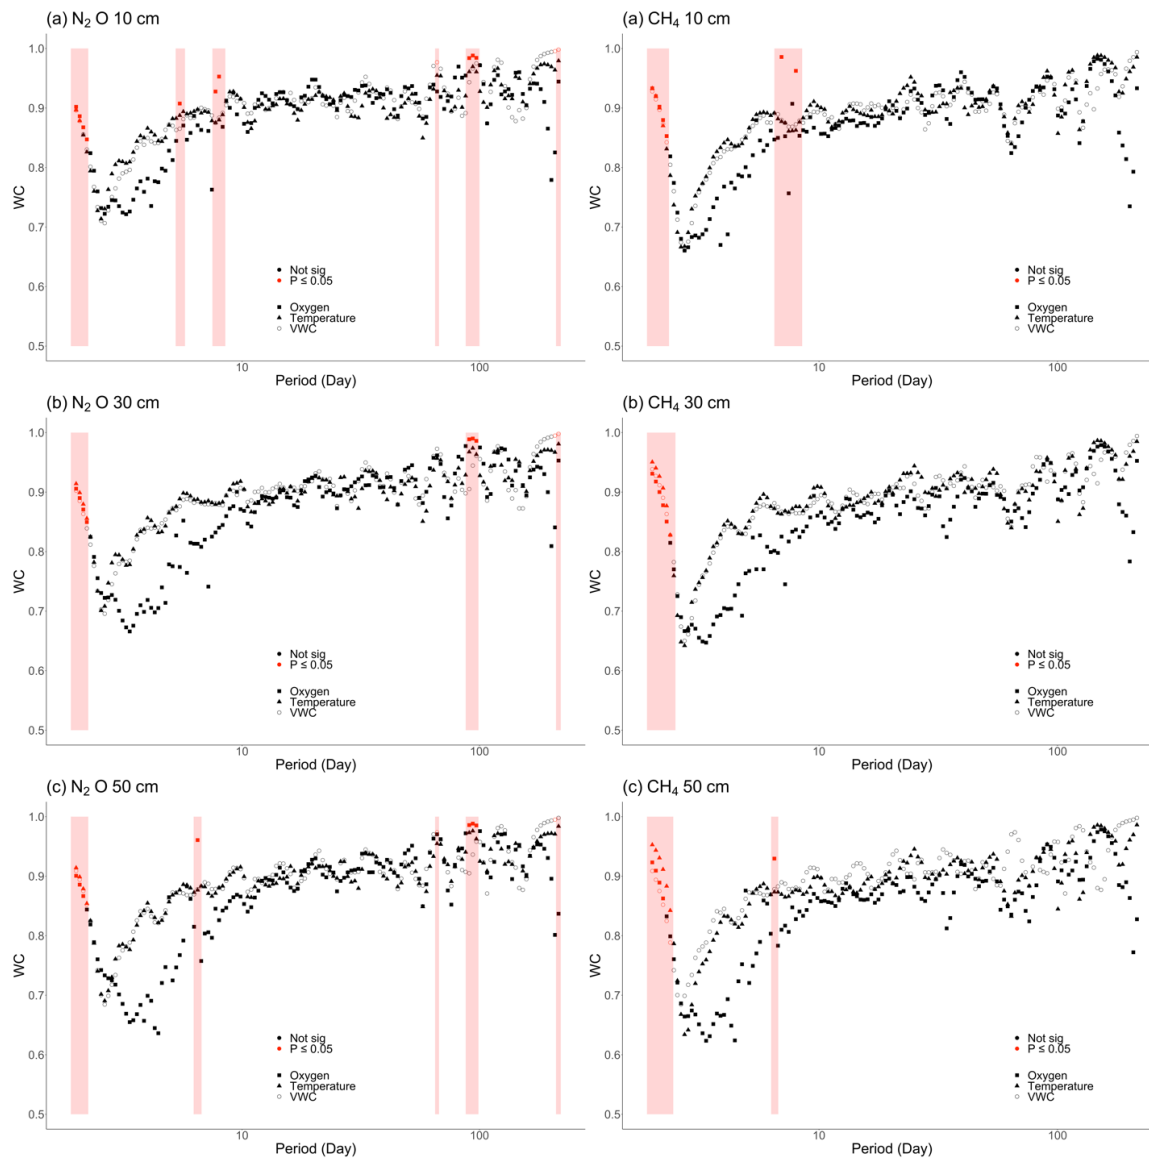 (a) N₂ O 10 cm
1.0
0.9
0.8
0.7
0.6
0.5
WC
Not sig
P ≤ 0.05
Oxygen
Temperature
VWC
10
100
Period (Day)
(a) CH₄ 10 cm
1.0
0.9
0.8
0.7
0.6
0.5
WC
Not sig
P ≤ 0.05
Oxygen
Temperature
VWC
10
100
Period (Day)
(b) N₂ O 30 cm
1.0
0.9
0.8
0.7
0.6
0.5
WC
Not sig
P ≤ 0.05
Oxygen
Temperature
VWC
10
100
Period (Day)
(b) CH₄ 30 cm
1.0
0.9
0.8
0.7
0.6
0.5
WC
Not sig
P ≤ 0.05
Oxygen
Temperature
VWC
10
100
Period (Day)
(c) N₂ O 50 cm
1.0
0.9
0.8
0.7
0.6
0.5
WC
Not sig
P ≤ 0.05
Oxygen
Temperature
VWC
10
100
Period (Day)
(c) CH₄ 50 cm
1.0
0.9
0.8
0.7
0.6
0.5
WC
Not sig
P ≤ 0.05
Oxygen
Temperature
VWC
10
100
Period (Day)